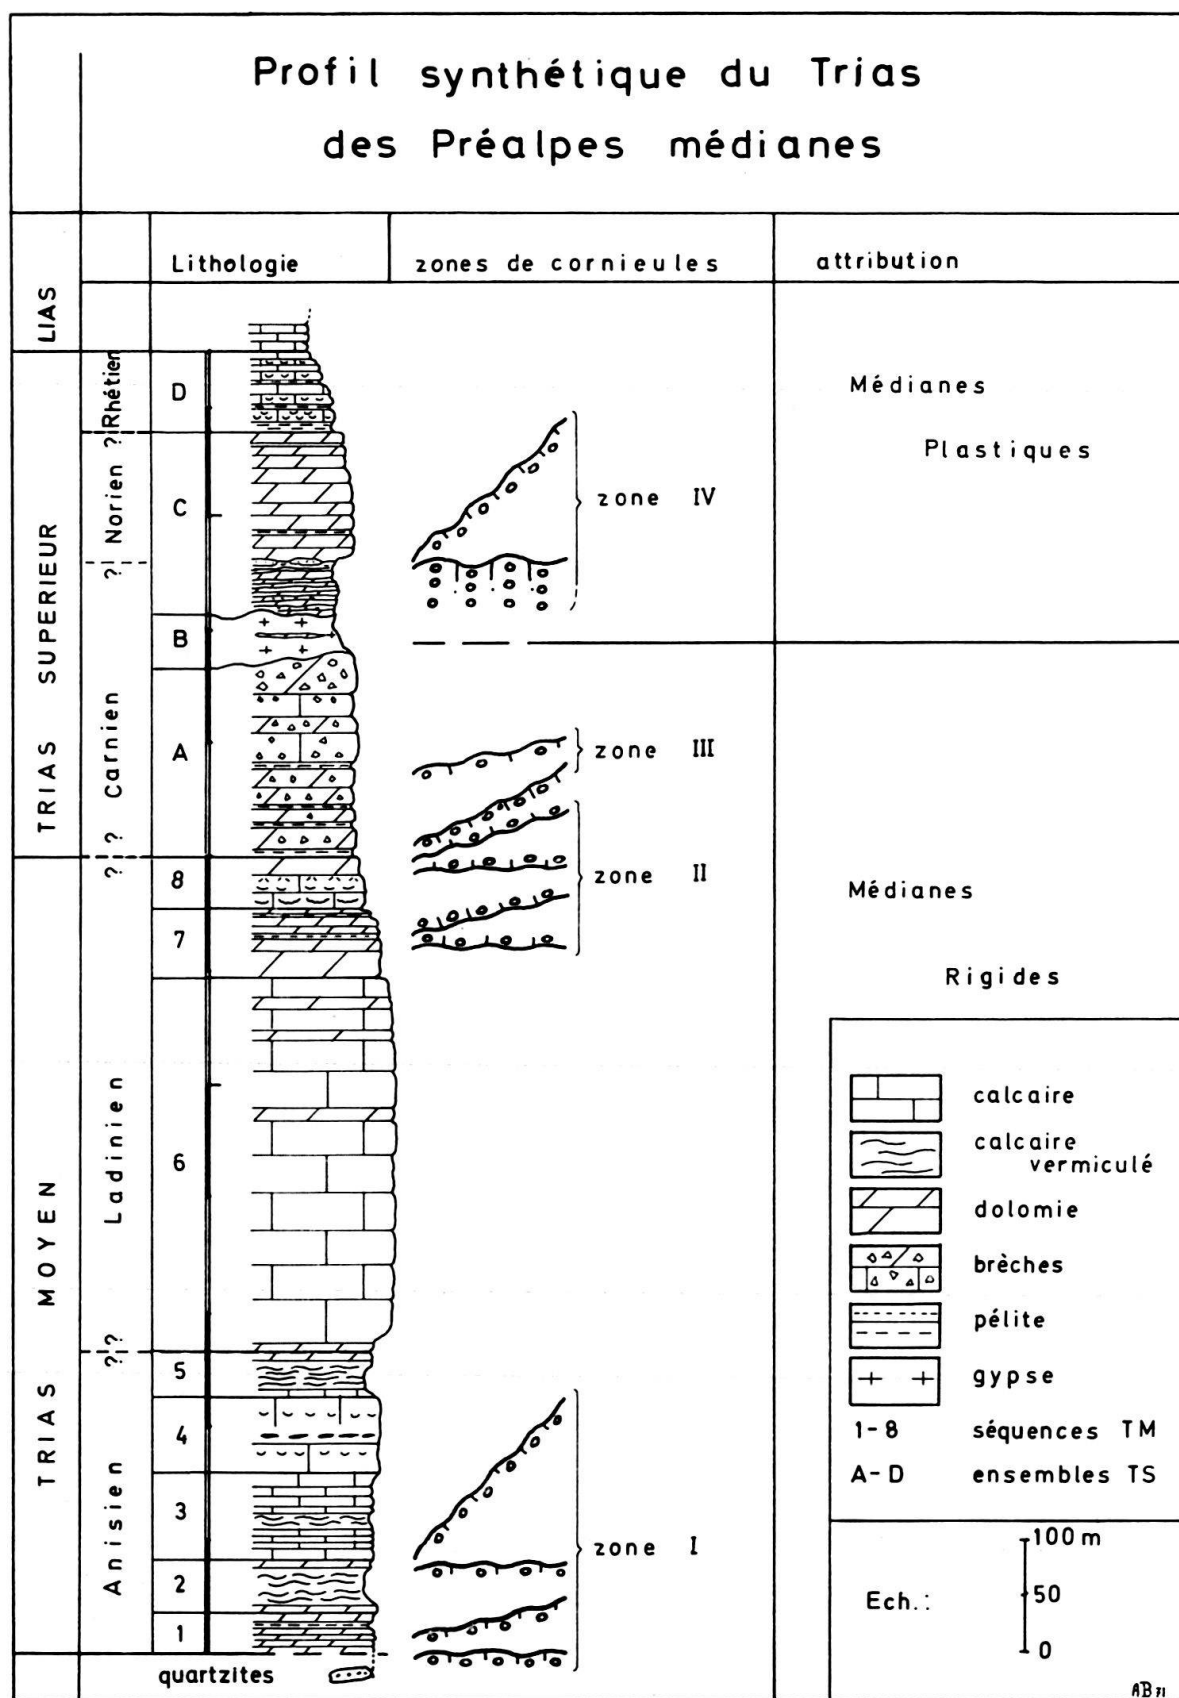 Profil synthétique du Trias
des Préalpes médianes
Lithologie
zones de cornieules
attribution
LIAS
TRIAS SUPERIEUR
TRIAS MOYEN
Rhétien
?
Norien
?
Carnien
?
?
Ladinien
??
Anisien
D
C
B
A
8
7
6
5
4
3
2
1
quartzites
zone IV
zone III
zone II
zone I
Médianes
Plastiques
Médianes
Rigides
calcaire
calcaire
vermiculé
dolomie
brèches
pélite
gypse
1-8 séquences TM
A-D ensembles TS
Ech.:
100 m
50
0
AB 71